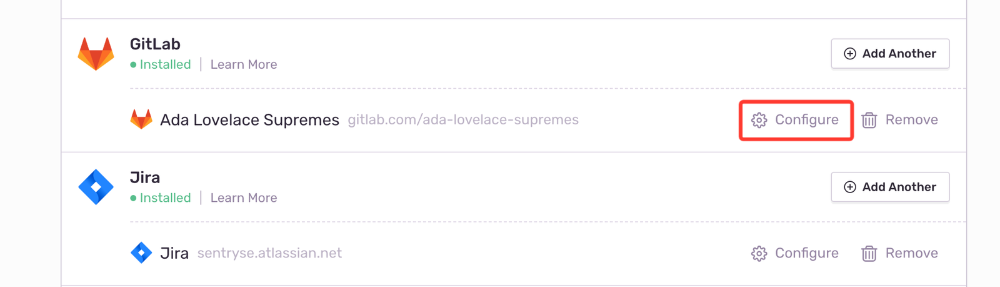 GitLab
Installed | Learn More
Add Another
Ada Lovelace Supremes gitlab.com/ada-lovelace-supremes Configure Remove
Jira
Installed | Learn More
Add Another
Jira sentryse.atlassian.net Configure Remove